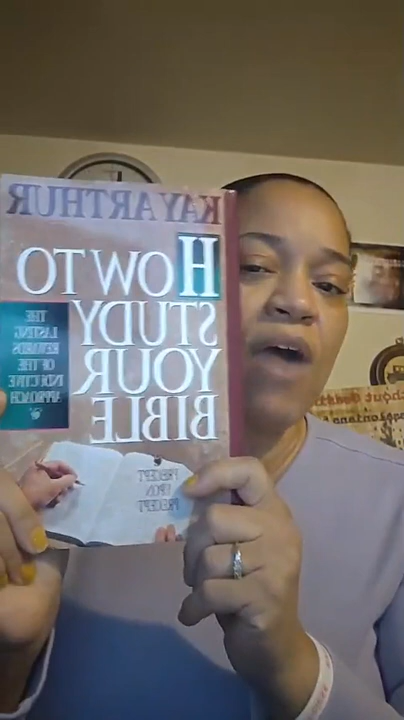 KAY ARTHUR
HOW TO
STUDY
YOUR
BIBLE
THE
LASTING
REWARDS
OF THE
INDUCTIVE
APPROACH
PRECEPT
UPON
PRECEPT